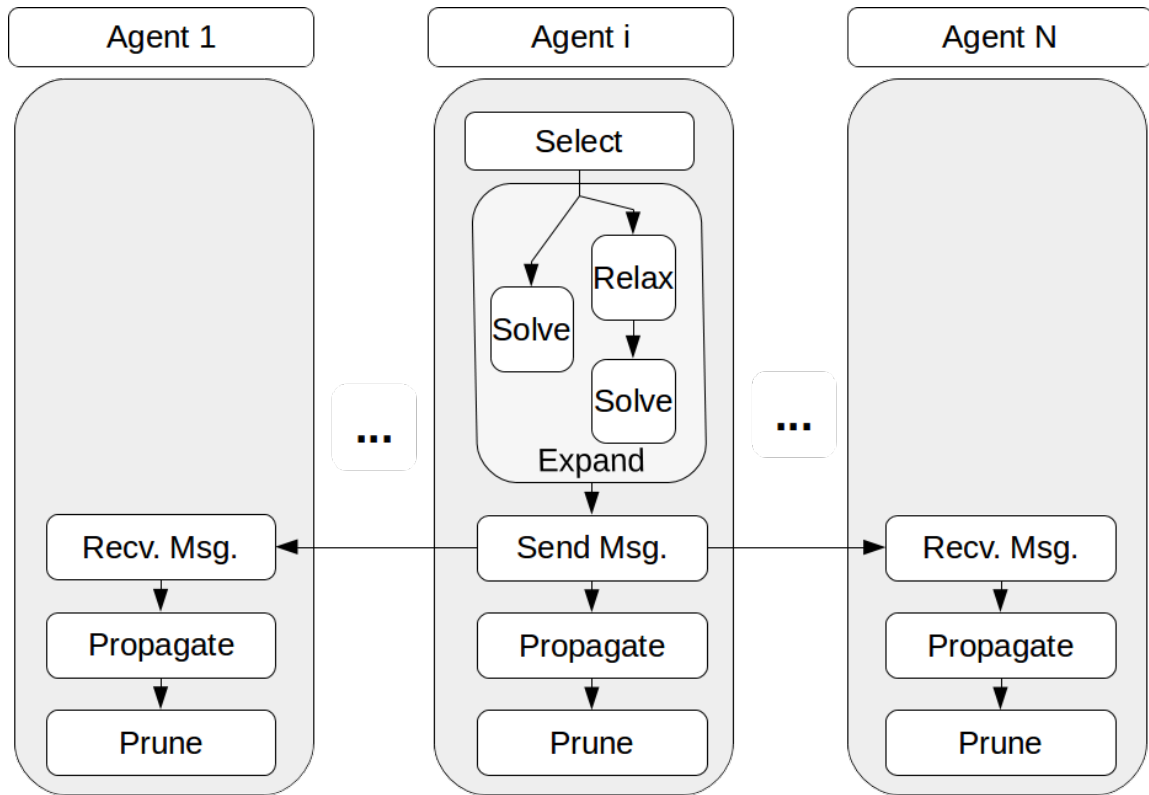 Agent 1
Agent i
Agent N
Select
Relax
Solve
Solve
...
...
Expand
Recv. Msg.
Send Msg.
Recv. Msg.
Propagate
Propagate
Propagate
Prune
Prune
Prune